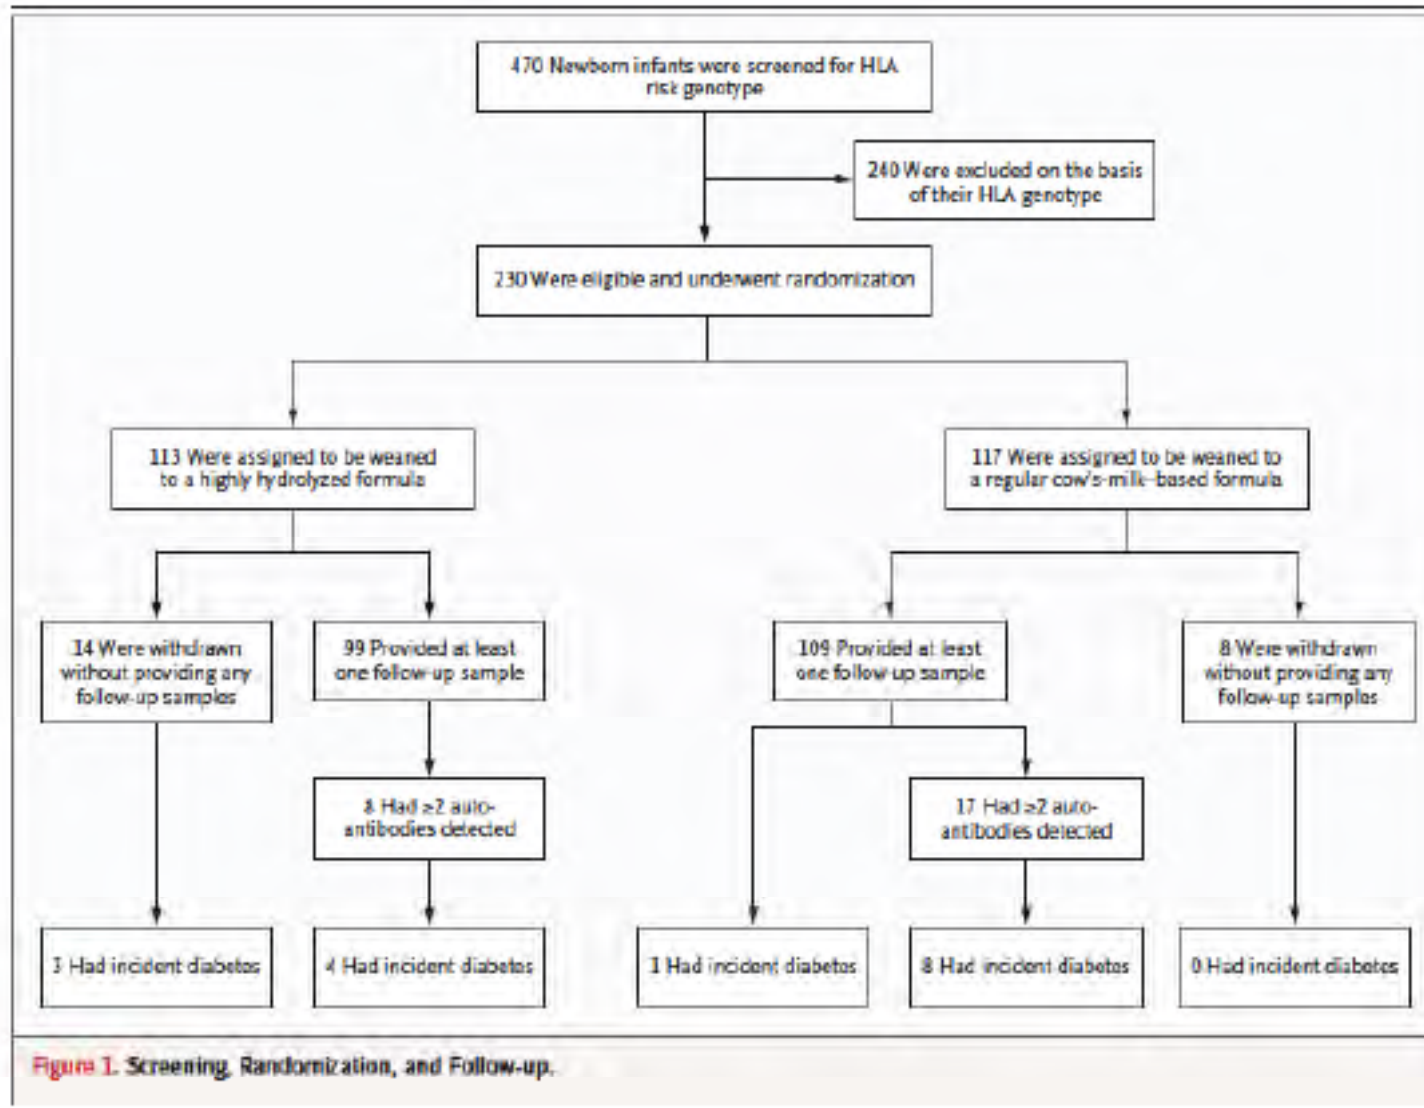 470 Newborn infants were screened for HLA
risk genotype
240 Were excluded on the basis
of their HLA genotype
230 Were eligible and underwent randomization
113 Were assigned to be weaned
to a highly hydrolyzed formula
117 Were assigned to be weaned to
a regular cow's-milk–based formula
14 Were withdrawn
without providing any
follow-up samples
99 Provided at least
one follow-up sample
109 Provided at least
one follow-up sample
8 Were withdrawn
without providing any
follow-up samples
8 Had ≥2 auto-
antibodies detected
17 Had ≥2 auto-
antibodies detected
3 Had incident diabetes
4 Had incident diabetes
1 Had incident diabetes
8 Had incident diabetes
0 Had incident diabetes
Figure 1. Screening, Randomization, and Follow-up.